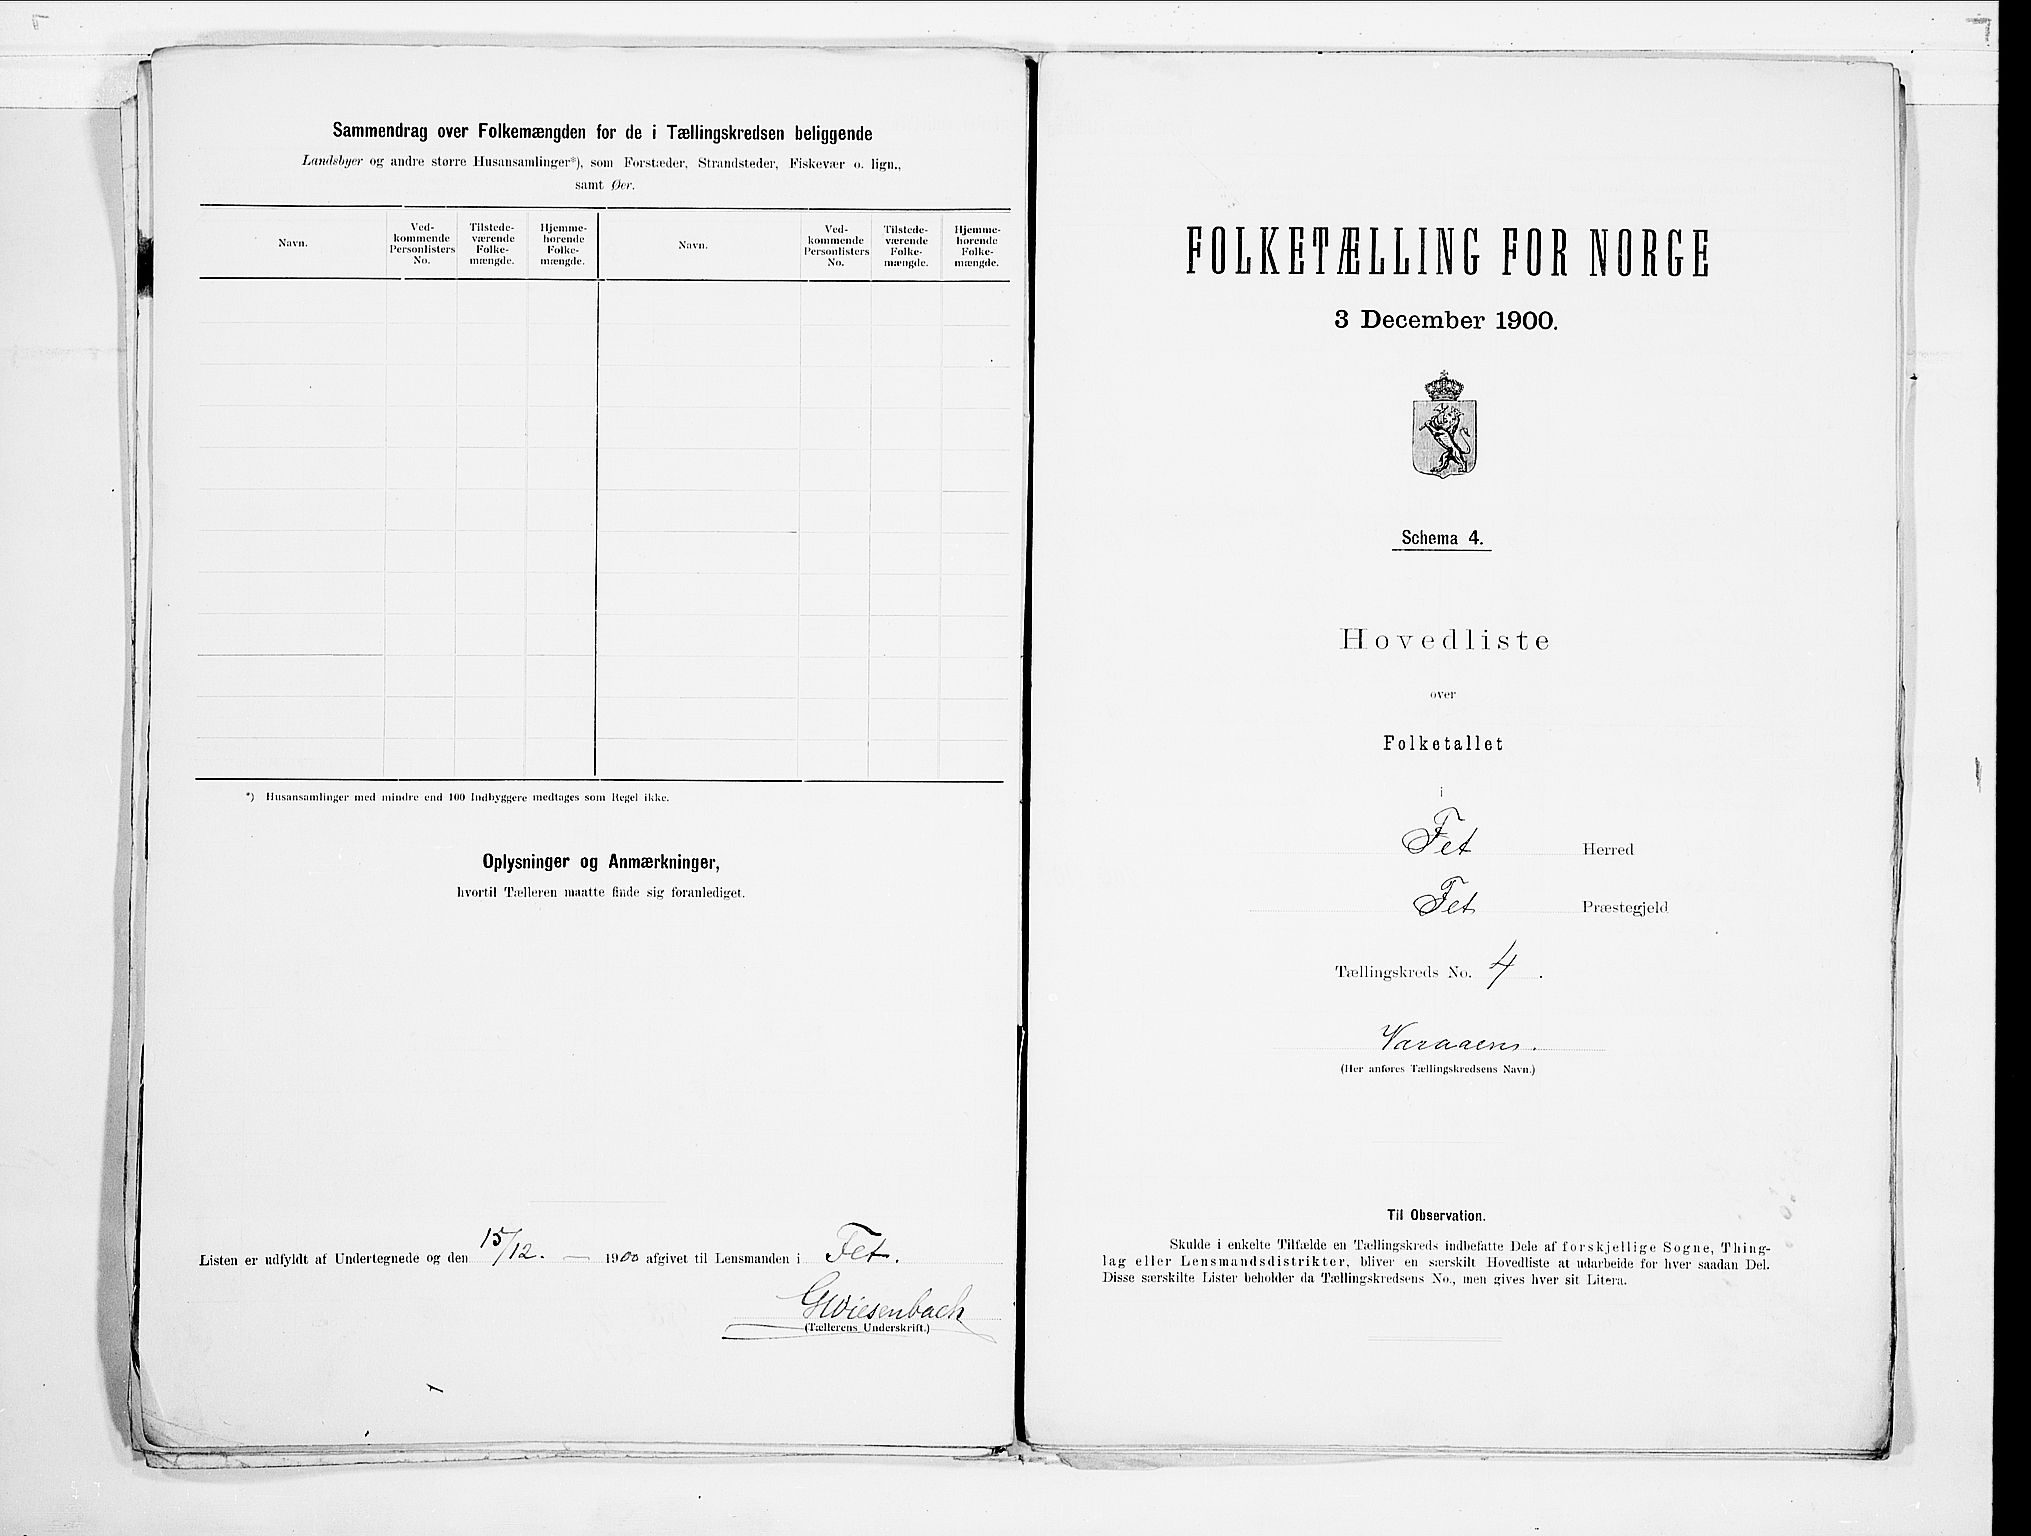 Sammendrag over Folkemængden for de i Tællingskredsen beliggende
Landsbyer og andre større Husansamlinger*), som Forstæder, Strandsteder, Fiskevær o. lign.,
samt Øer.
Navn.
Ved-
kommende
Personlisters
No.
Tilstede-
værende
Folke-
mængde.
Hjemme-
hørende
Folke-
mængde.
Navn.
Ved-
kommende
Personlisters
No.
Tilstede-
værende
Folke-
mængde.
Hjemme-
hørende
Folke-
mængde.
*) Husansamlinger med mindre end 100 Indbyggere medtages som Regel ikke.
Oplysninger og Anmærkninger,
hvortil Tælleren maatte finde sig foranlediget.
Listen er udfyldt af Undertegnede og den 15/12. — 1900 afgivet til Lensmanden i Fet.
GWiesenbach
(Tællerens Underskrift.)
FOLKETÆLLING FOR NORGE
3 December 1900.
Schema 4.
Hovedliste
over
Folketallet
i
Fet Herred
Fet Præstegjeld
Tællingskreds No. 4.
Varaaens.
(Her anføres Tællingskredsens Navn.)
Til Observation.
Skulde i enkelte Tilfælde en Tællingskreds indbefatte Dele af forskjellige Sogne, Thing-
lag eller Lensmandsdistrikter, bliver en særskilt Hovedliste at udarbeide for hver saadan Del.
Disse særskilte Lister beholder da Tællingskredsens No., men gives hver sit Litera.